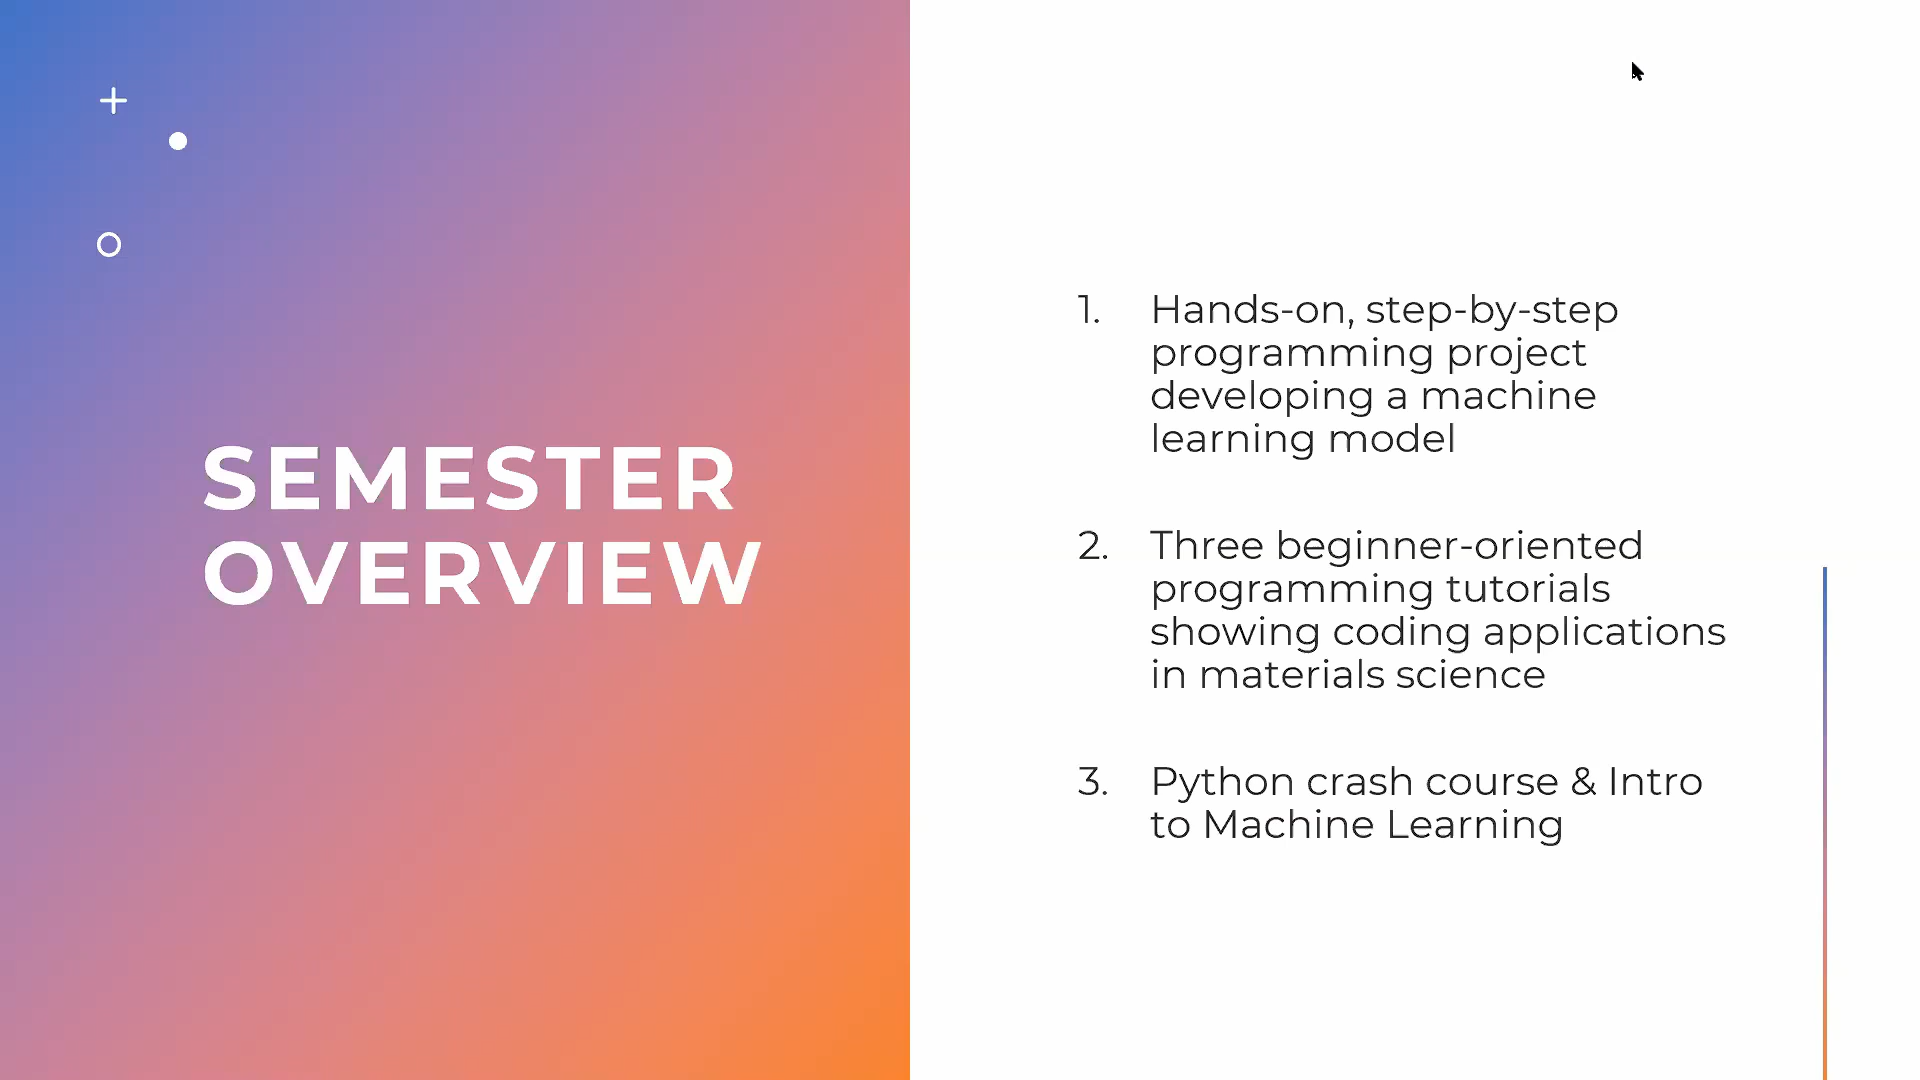 SEMESTER
OVERVIEW
1. Hands-on, step-by-step
programming project
developing a machine
learning model
2. Three beginner-oriented
programming tutorials
showing coding applications
in materials science
3. Python crash course & Intro
to Machine Learning